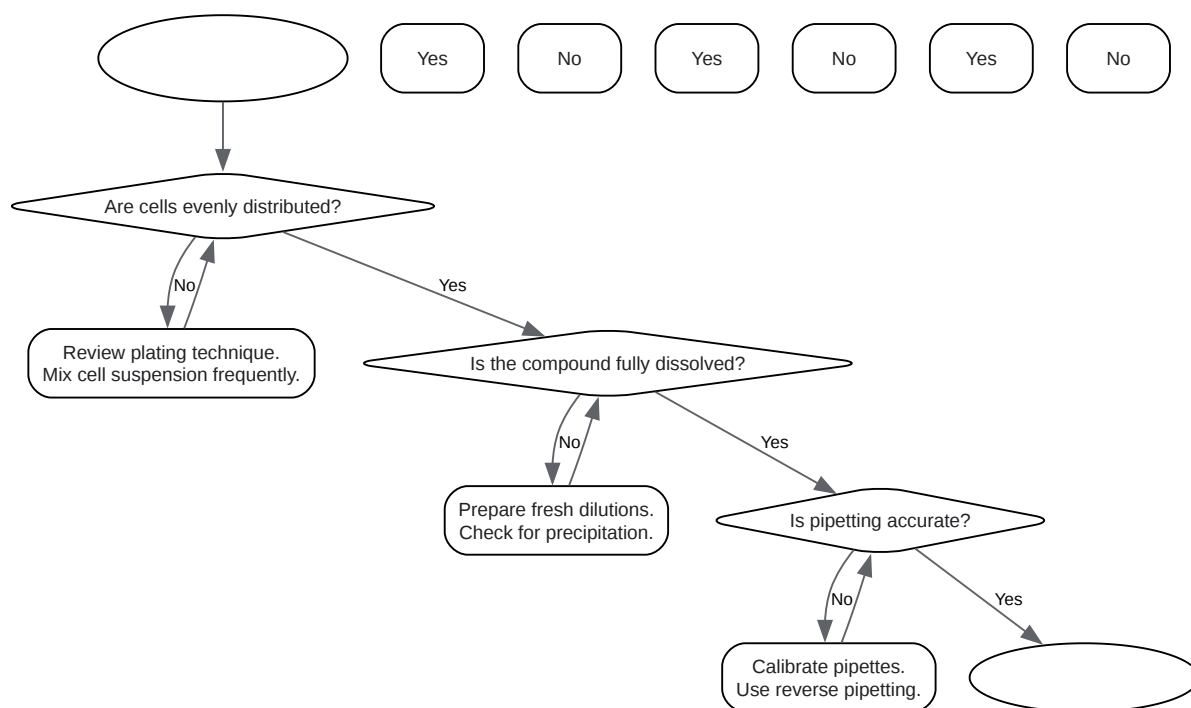 Yes
No
Yes
No
Yes
No
Are cells evenly distributed?
No
Yes
Review plating technique.
Mix cell suspension frequently.
Is the compound fully dissolved?
No
Yes
Prepare fresh dilutions.
Check for precipitation.
Is pipetting accurate?
No
Yes
Calibrate pipettes.
Use reverse pipetting.